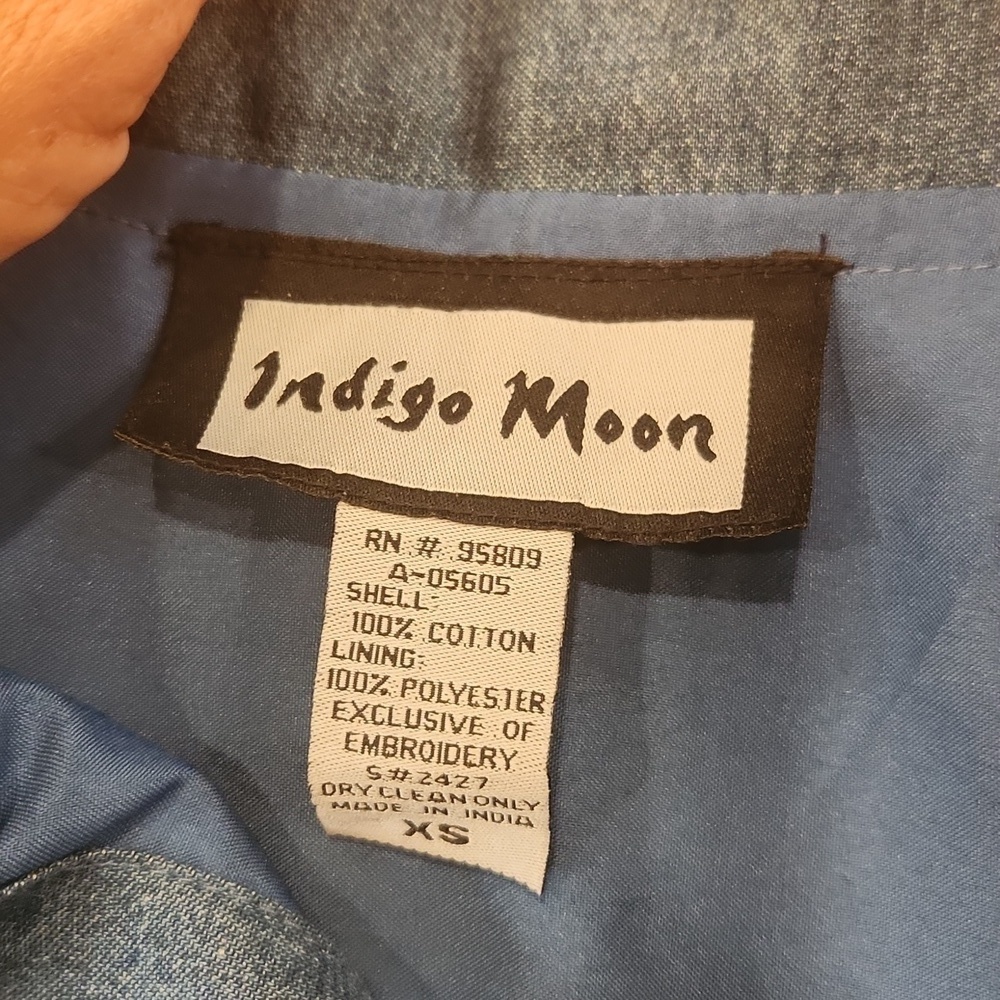 Indigo Moon
RN # 95809
A-05605
SHELL:
100% COTTON
LINING:
100% POLYESTER
EXCLUSIVE OF
EMBROIDERY
S#2427
DRY CLEAN ONLY
MADE IN INDIA
XS